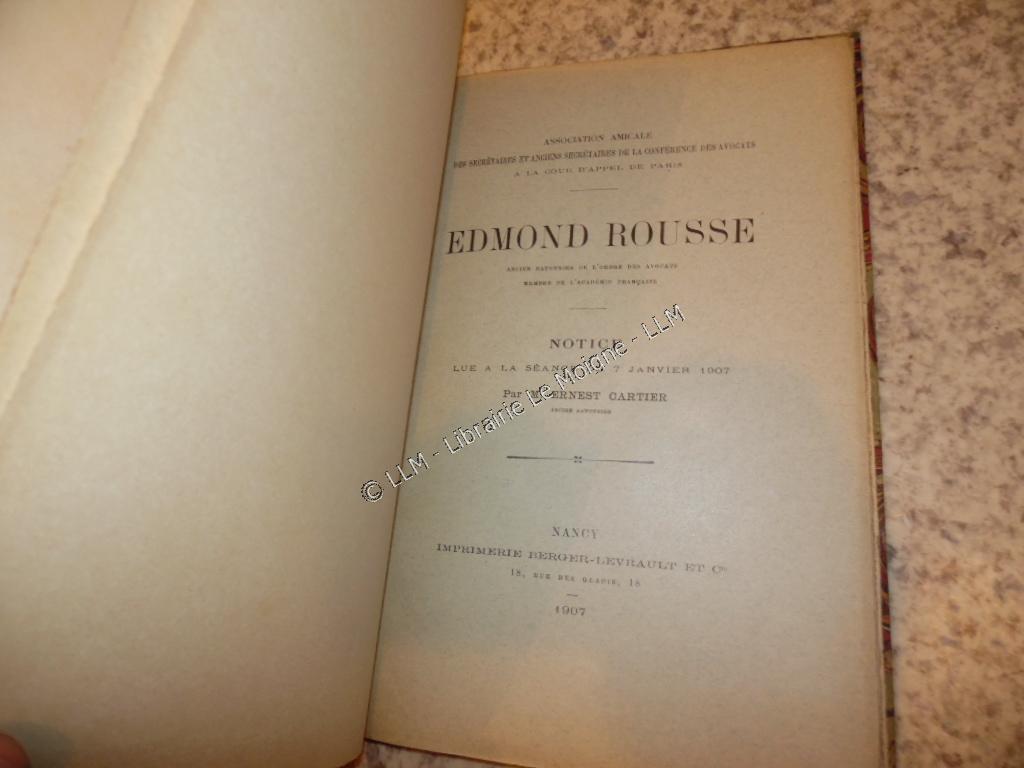 ASSOCIATION AMICALE
DES SECRÉTAIRES ET ANCIENS SECRÉTAIRES DE LA CONFÉRENCE DES AVOCATS
A LA COUR D'APPEL DE PARIS
EDMOND ROUSSE
ANCIEN BATONNIER DE L'ORDRE DES AVOCATS
MEMBRE DE L'ACADÉMIE FRANÇAISE
NOTICE
LUE A LA SÉANCE 7 JANVIER 1907
Par ERNEST CARTIER
ANCIEN BATONNIER
© LLM - Librairie Le Moigne - LLM
NANCY
IMPRIMERIE BERGER-LEVRAULT ET Cie
18, RUE DES GLACIS, 18
1907